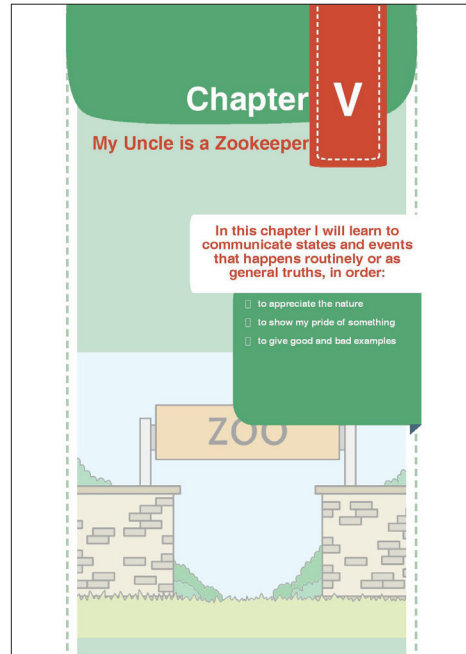 Chapter V
My Uncle is a Zookeeper
In this chapter I will learn to
communicate states and events
that happens routinely or as
general truths, in order:
to appreciate the nature
to show my pride of something
to give good and bad examples
ZOO